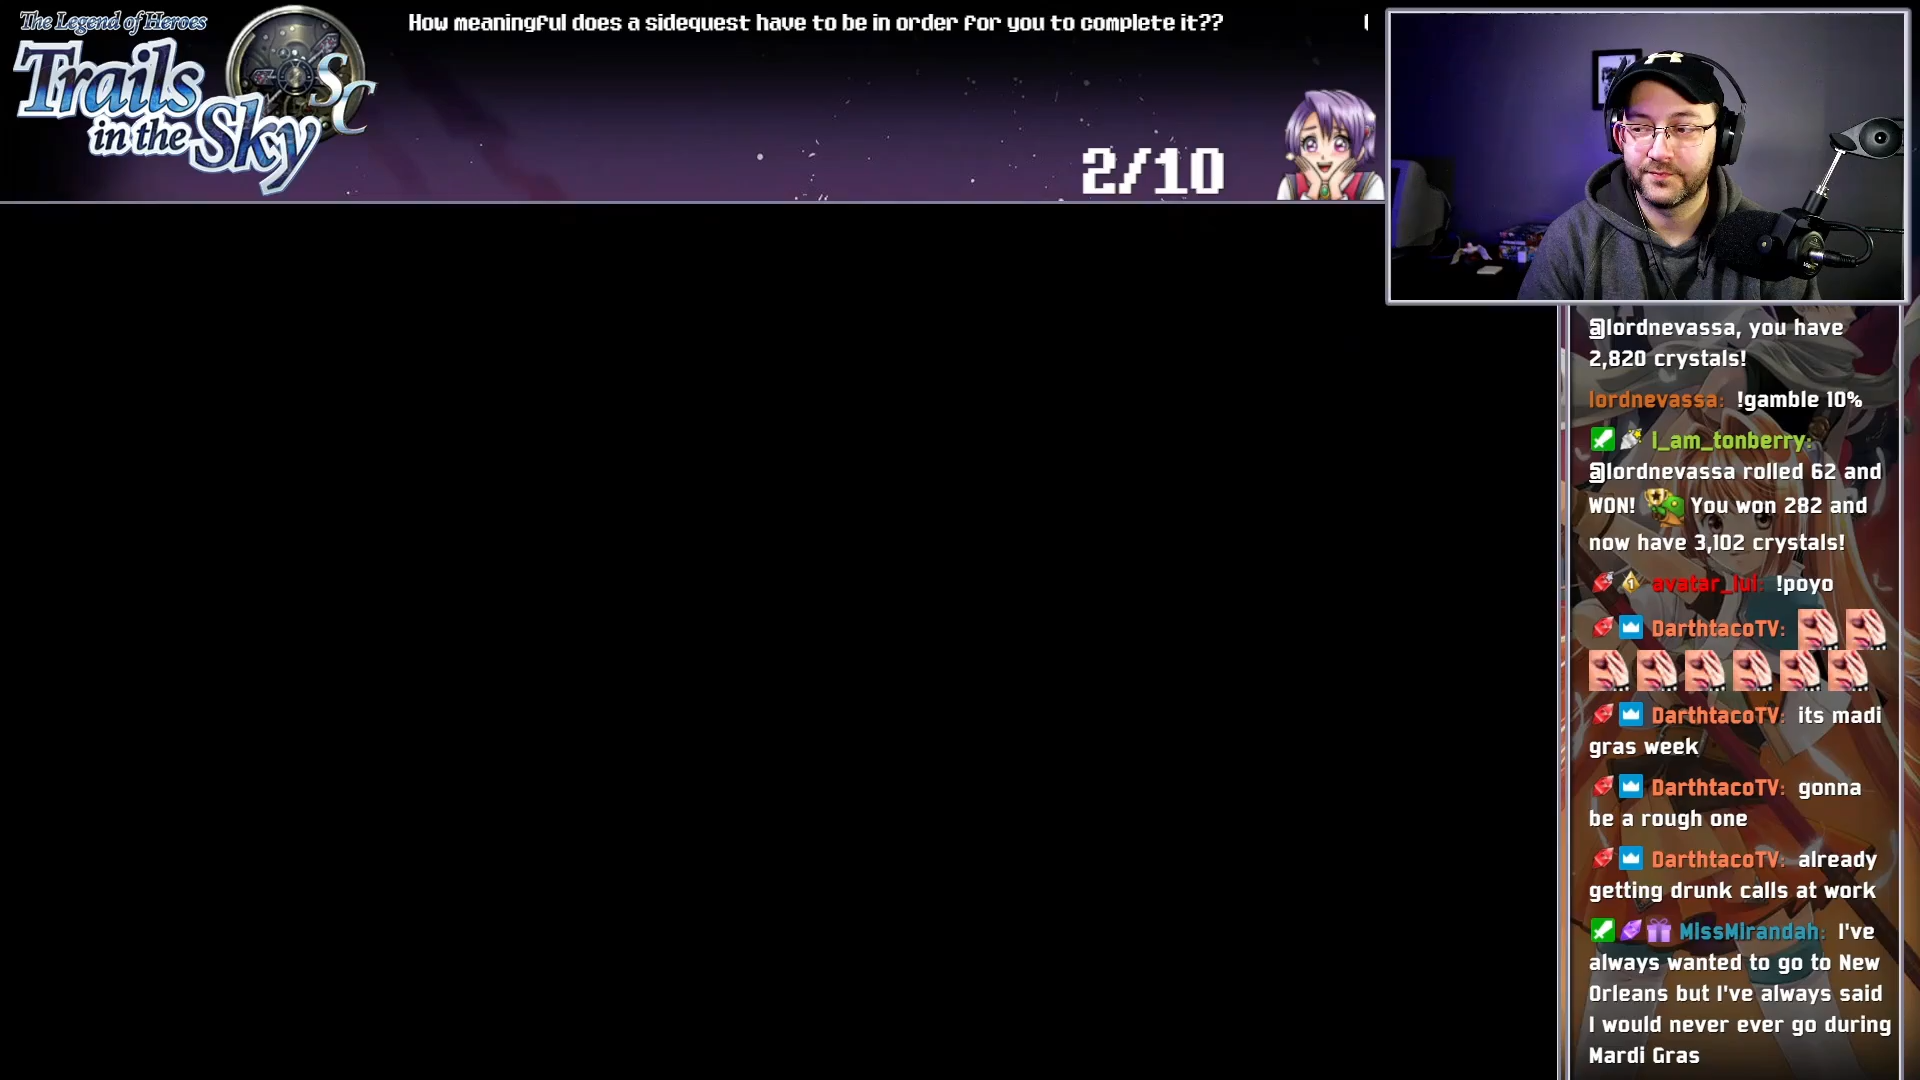 The Legend of Heroes
Trails
in the Sky SC
How meaningful does a sidequest have to be in order for you to complete it??
2/10
@lordnevassa, you have
2,820 crystals!
lordnevassa: !gamble 10%
I_am_tonberry:
@lordnevassa rolled 62 and
WON! You won 282 and
now have 3,102 crystals!
avatar_lui: !poyo
DarthtacoTV:
DarthtacoTV: its madi
gras week
DarthtacoTV: gonna
be a rough one
DarthtacoTV: already
getting drunk calls at work
MissMirandah: I've
always wanted to go to New
Orleans but I've always said
I would never ever go during
Mardi Gras